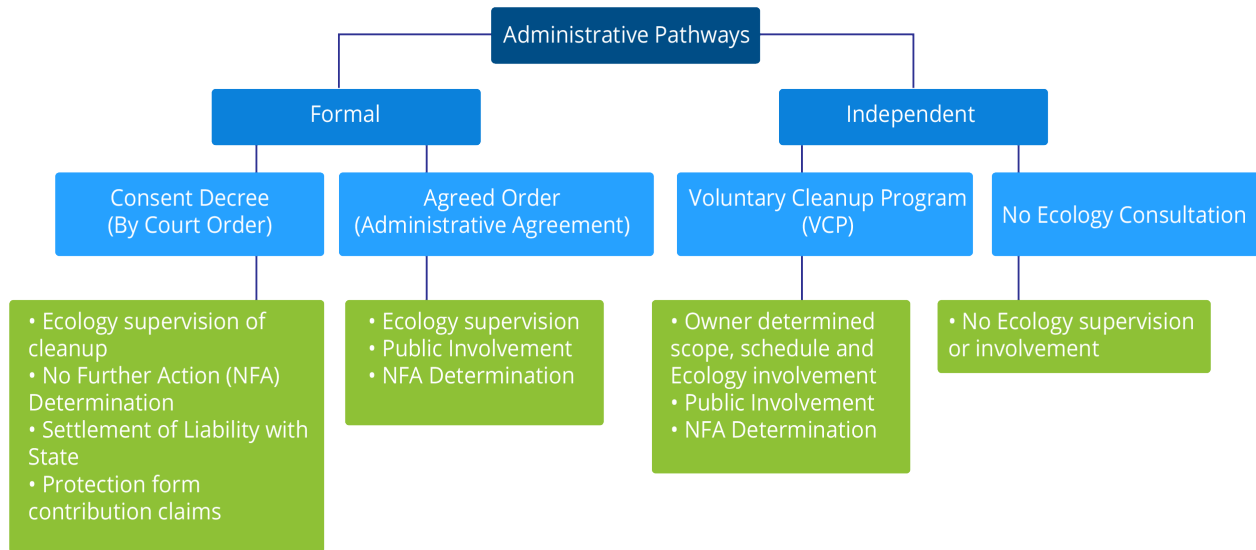 Administrative Pathways
Formal
Independent
Consent Decree
(By Court Order)
Agreed Order
(Administrative Agreement)
Voluntary Cleanup Program
(VCP)
No Ecology Consultation
• Ecology supervision of
cleanup
• No Further Action (NFA)
Determination
• Settlement of Liability with
State
• Protection form
contribution claims
• Ecology supervision
• Public Involvement
• NFA Determination
• Owner determined
scope, schedule and
Ecology involvement
• Public Involvement
• NFA Determination
• No Ecology supervision
or involvement